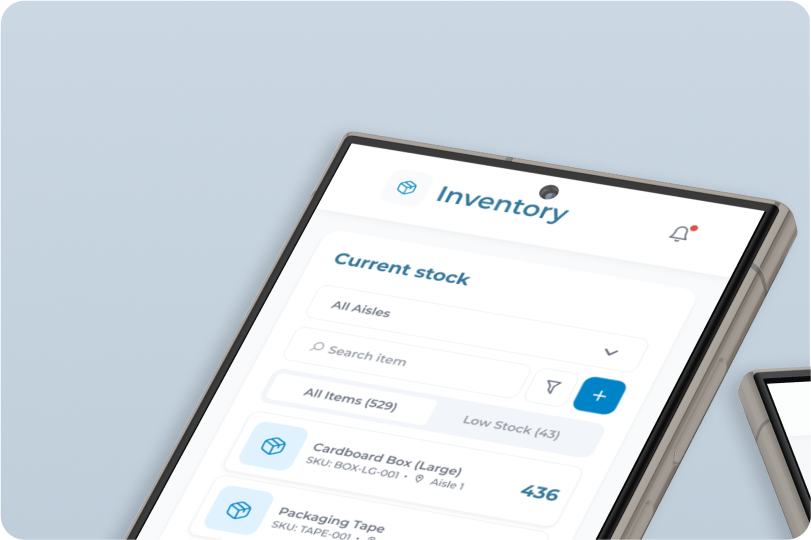 Inventory
Current stock
All Aisles
Search item
All Items (529)
Low Stock (43)
Cardboard Box (Large)
SKU: BOX-LG-001 • Aisle 1
436
Packaging Tape
SKU: TAPE-001 •